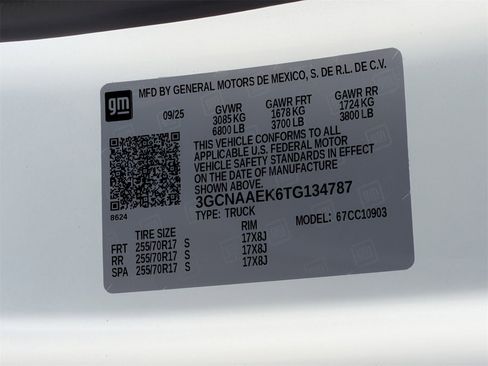 gm
MFD BY GENERAL MOTORS DE MEXICO, S. DE R.L. DE C.V.
09/25 GVWR GAWR FRT GAWR RR
3085 KG 1678 KG 1724 KG
6800 LB 3700 LB 3800 LB
THIS VEHICLE CONFORMS TO ALL
APPLICABLE U.S. FEDERAL MOTOR
VEHICLE SAFETY STANDARDS IN EFFECT
ON THE DATE OF MANUFACTURE
SHOWN ABOVE.
3GCNAAEK6TG134787
8624
TYPE: TRUCK MODEL: 67CC10903
TIRE SIZE RIM
FRT 255/70R17 S 17X8J
RR 255/70R17 S 17X8J
SPA 255/70R17 S 17X8J